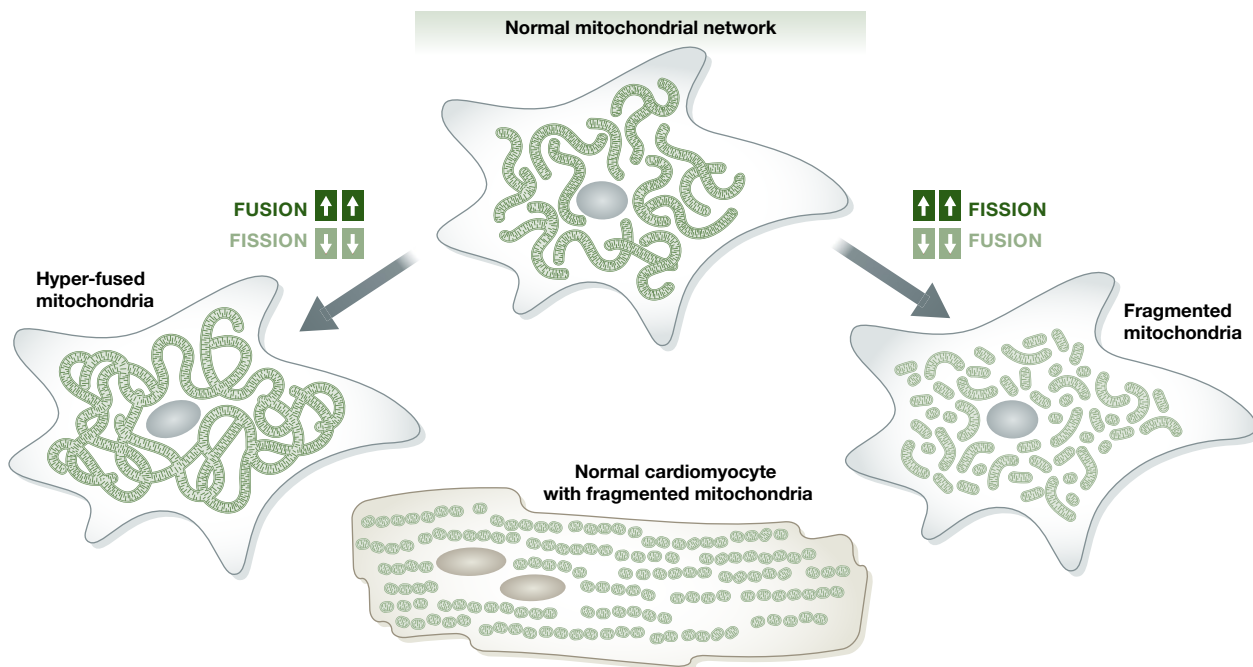 Normal mitochondrial network
FUSION
FISSION
FISSION
FUSION
Hyper-fused
mitochondria
Fragmented
mitochondria
Normal cardiomyocyte
with fragmented mitochondria